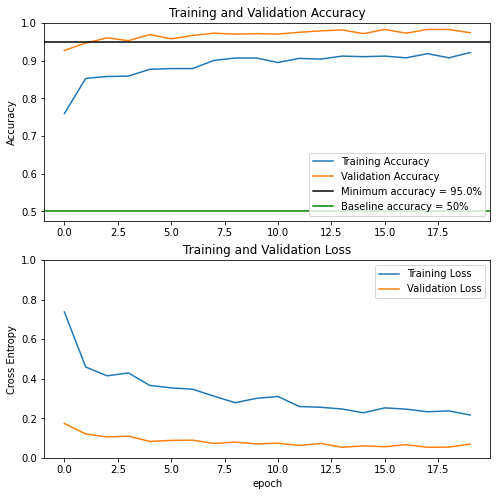 Training and Validation Accuracy
1.0
0.9
0.8
0.7
0.6
0.5
Accuracy
Training Accuracy
Validation Accuracy
Minimum accuracy = 95.0%
Baseline accuracy = 50%
0.0 2.5 5.0 7.5 10.0 12.5 15.0 17.5
Training and Validation Loss
1.0
0.8
0.6
0.4
0.2
0.0
Cross Entropy
Training Loss
Validation Loss
0.0 2.5 5.0 7.5 10.0 12.5 15.0 17.5
epoch